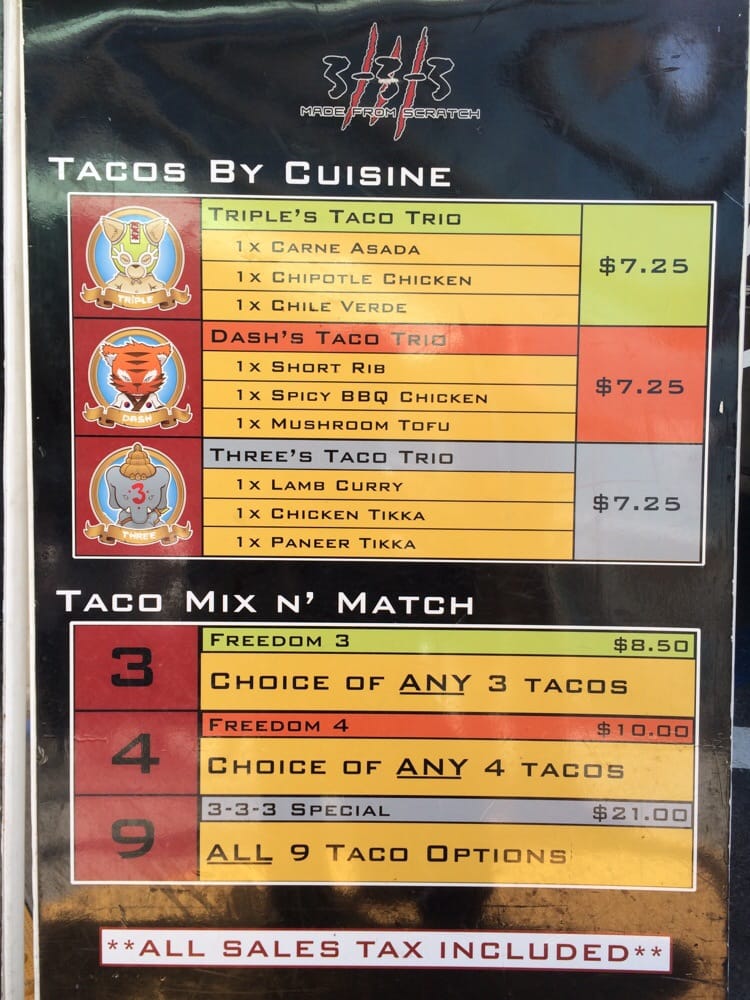 3-3-3
MADE FROM SCRATCH
TACOS BY CUISINE
TRIPLE'S TACO TRIO
1X CARNE ASADA
1X CHIPOTLE CHICKEN
1X CHILE VERDE
$7.25
TRIPLE
DASH'S TACO TRIO
1X SHORT RIB
1X SPICY BBQ CHICKEN
1X MUSHROOM TOFU
$7.25
DASH
THREE'S TACO TRIO
1X LAMB CURRY
1X CHICKEN TIKKA
1X PANEER TIKKA
$7.25
3
THREE
TACO MIX N' MATCH
3
FREEDOM 3 $8.50
CHOICE OF ANY 3 TACOS
4
FREEDOM 4 $10.00
CHOICE OF ANY 4 TACOS
9
3-3-3 SPECIAL $21.00
ALL 9 TACO OPTIONS
**ALL SALES TAX INCLUDED**